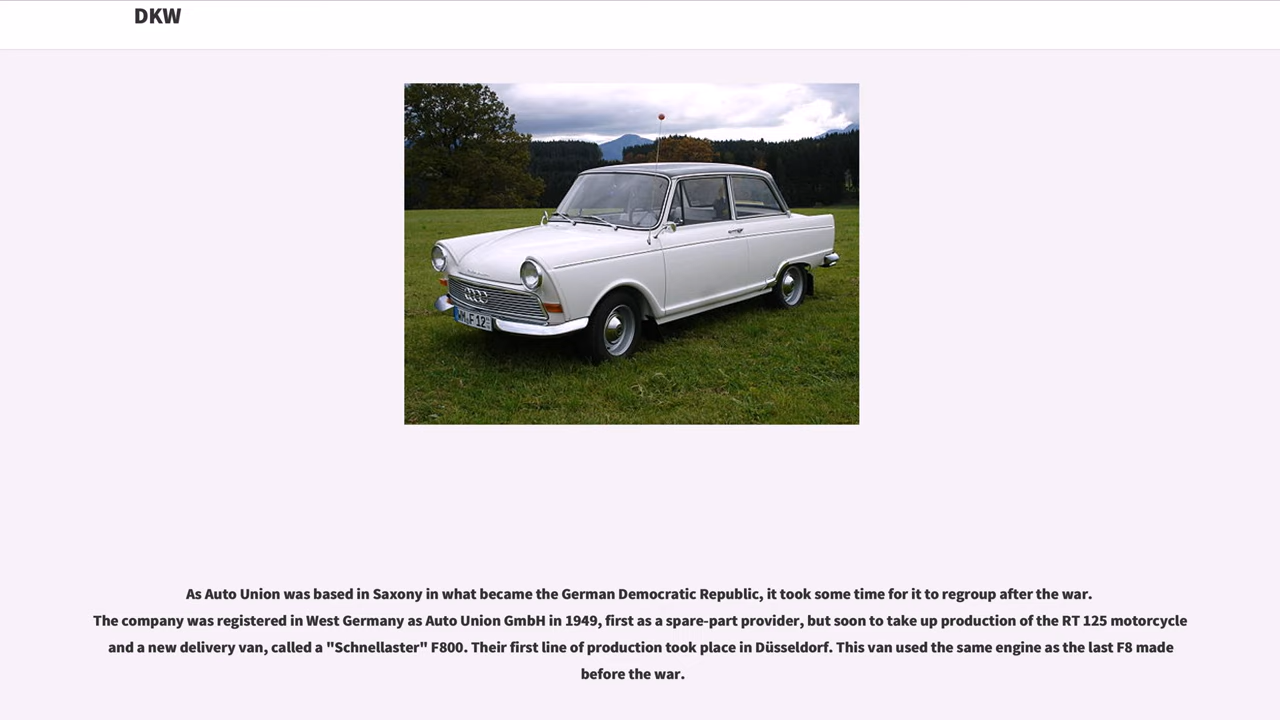 DKW
WM F 12
As Auto Union was based in Saxony in what became the German Democratic Republic, it took some time for it to regroup after the war.
The company was registered in West Germany as Auto Union GmbH in 1949, first as a spare-part provider, but soon to take up production of the RT 125 motorcycle
and a new delivery van, called a "Schnellaster" F800. Their first line of production took place in Düsseldorf. This van used the same engine as the last F8 made
before the war.